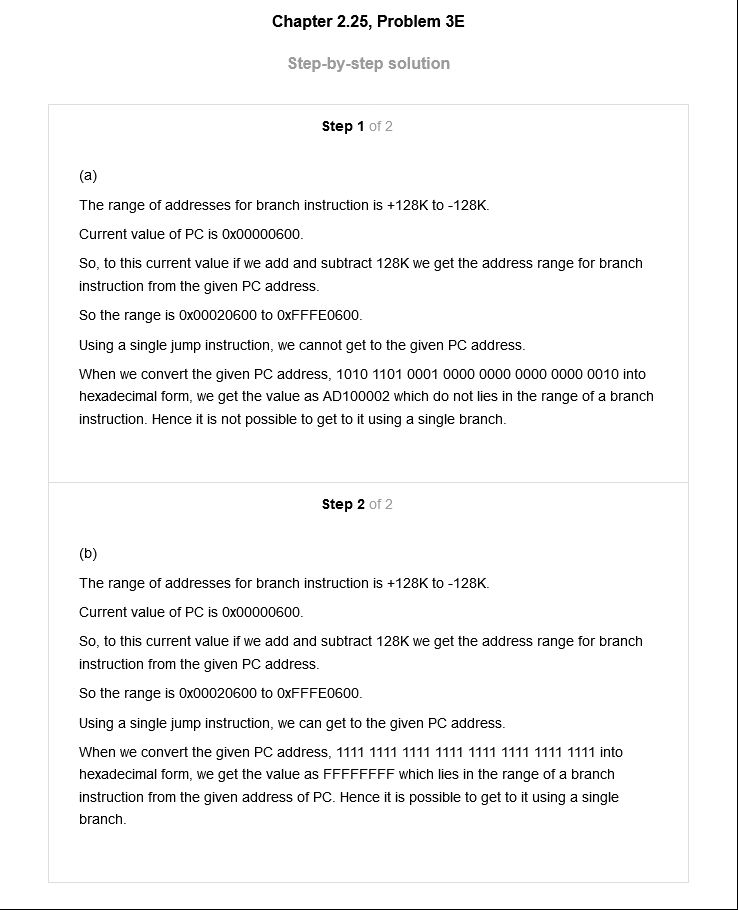 Chapter 2.25, Problem 3E
Step-by-step solution
Step 1 of 2
(a)
The range of addresses for branch instruction is +128K to -128K.
Current value of PC is 0x00000600.
So, to this current value if we add and subtract 128K we get the address range for branch
instruction from the given PC address.
So the range is 0x00020600 to 0xFFFE0600.
Using a single jump instruction, we cannot get to the given PC address.
When we convert the given PC address, 1010 1101 0001 0000 0000 0000 0000 0010 into
hexadecimal form, we get the value as AD100002 which do not lies in the range of a branch
instruction. Hence it is not possible to get to it using a single branch.
Step 2 of 2
(b)
The range of addresses for branch instruction is +128K to -128K.
Current value of PC is 0x00000600.
So, to this current value if we add and subtract 128K we get the address range for branch
instruction from the given PC address.
So the range is 0x00020600 to 0xFFFE0600.
Using a single jump instruction, we can get to the given PC address.
When we convert the given PC address, 1111 1111 1111 1111 1111 1111 1111 1111 into
hexadecimal form, we get the value as FFFFFFFF which lies in the range of a branch
instruction from the given address of PC. Hence it is possible to get to it using a single
branch.